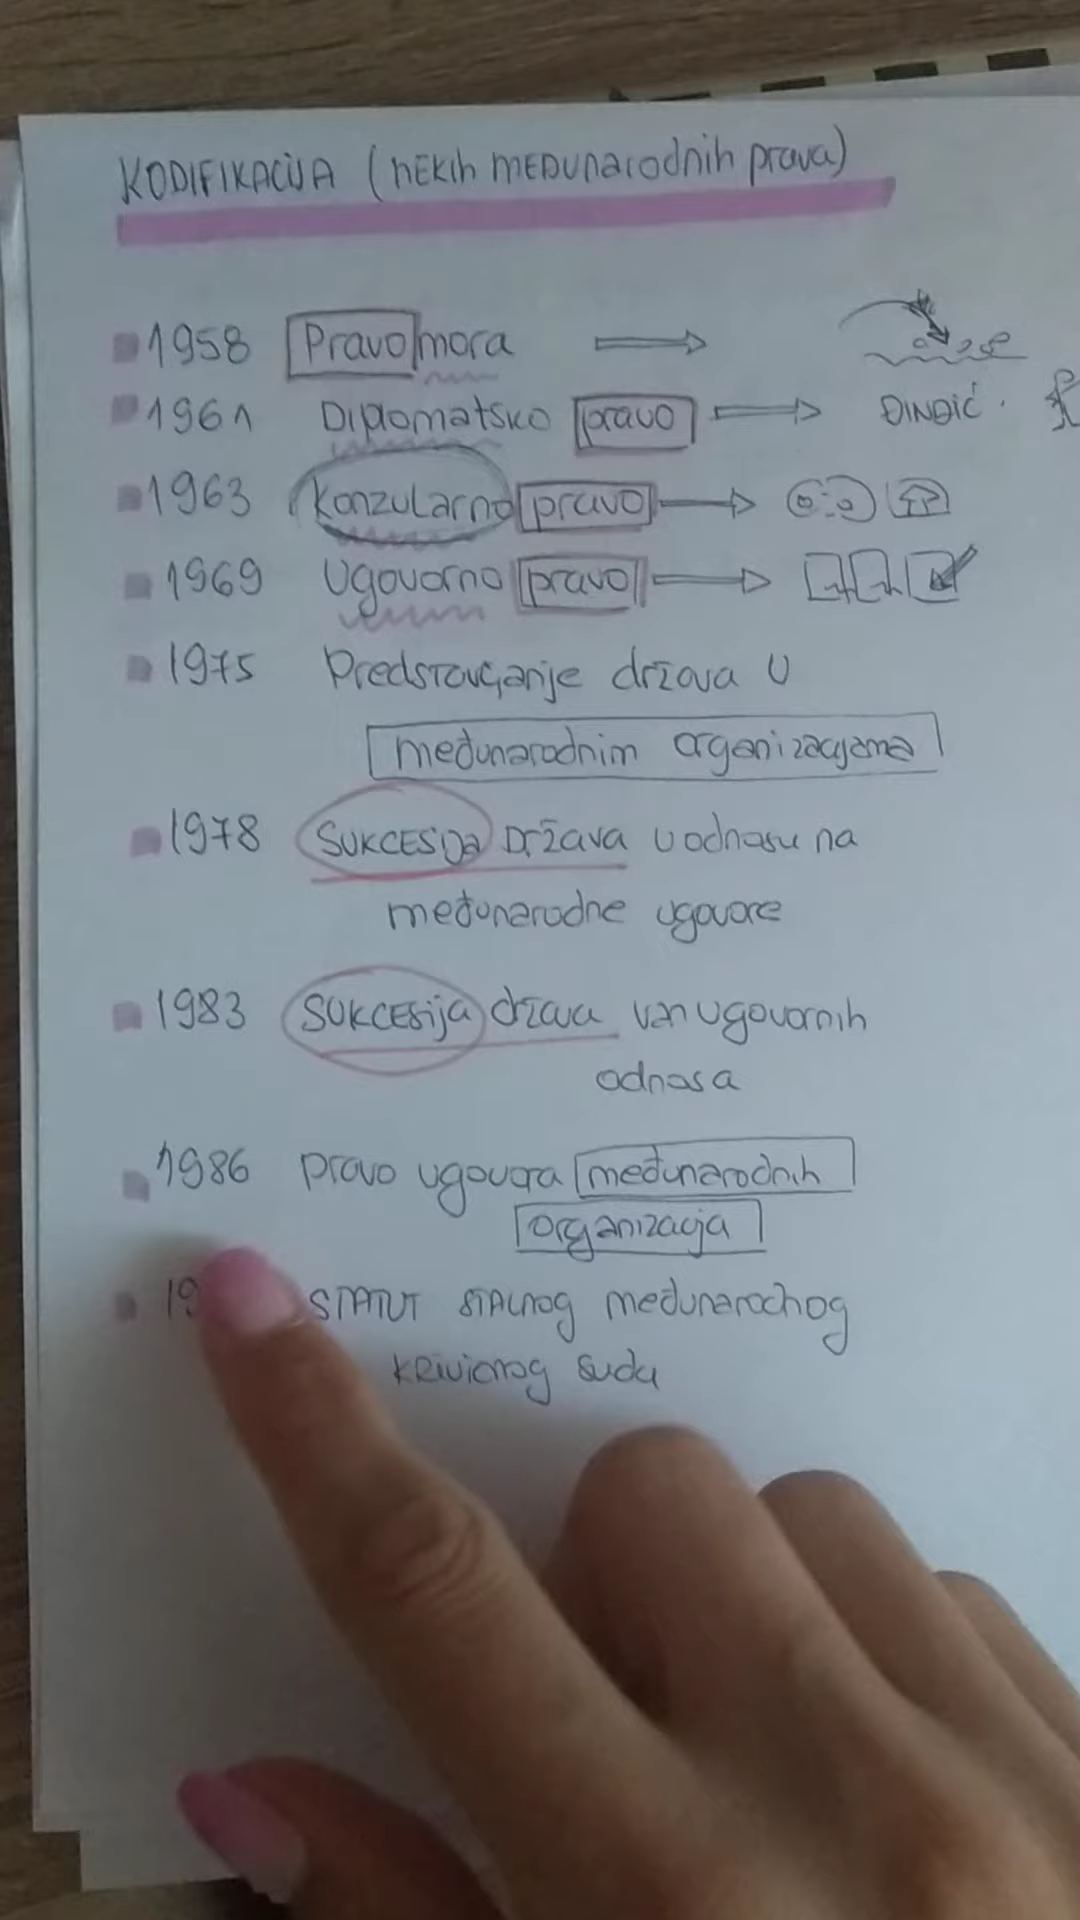 KODIFIKACIJA (nekih međunarodnih prava)
1958 Pravo mora
1961 Diplomatsko pravo ĐINĐIĆ.
1963 Konzularno pravo
1969 Ugovorno pravo
1975 Predstavljanje država u
međunarodnim organizacijama
1978 SUKCESIJA Država u odnosu na
međunarodne ugovore
1983 SUKCESIJA država van ugovornih
odnosa
1986 pravo ugovora međunarodnih
organizacija
19 STATUT STALNOG međunarodnog
krivičnog suda